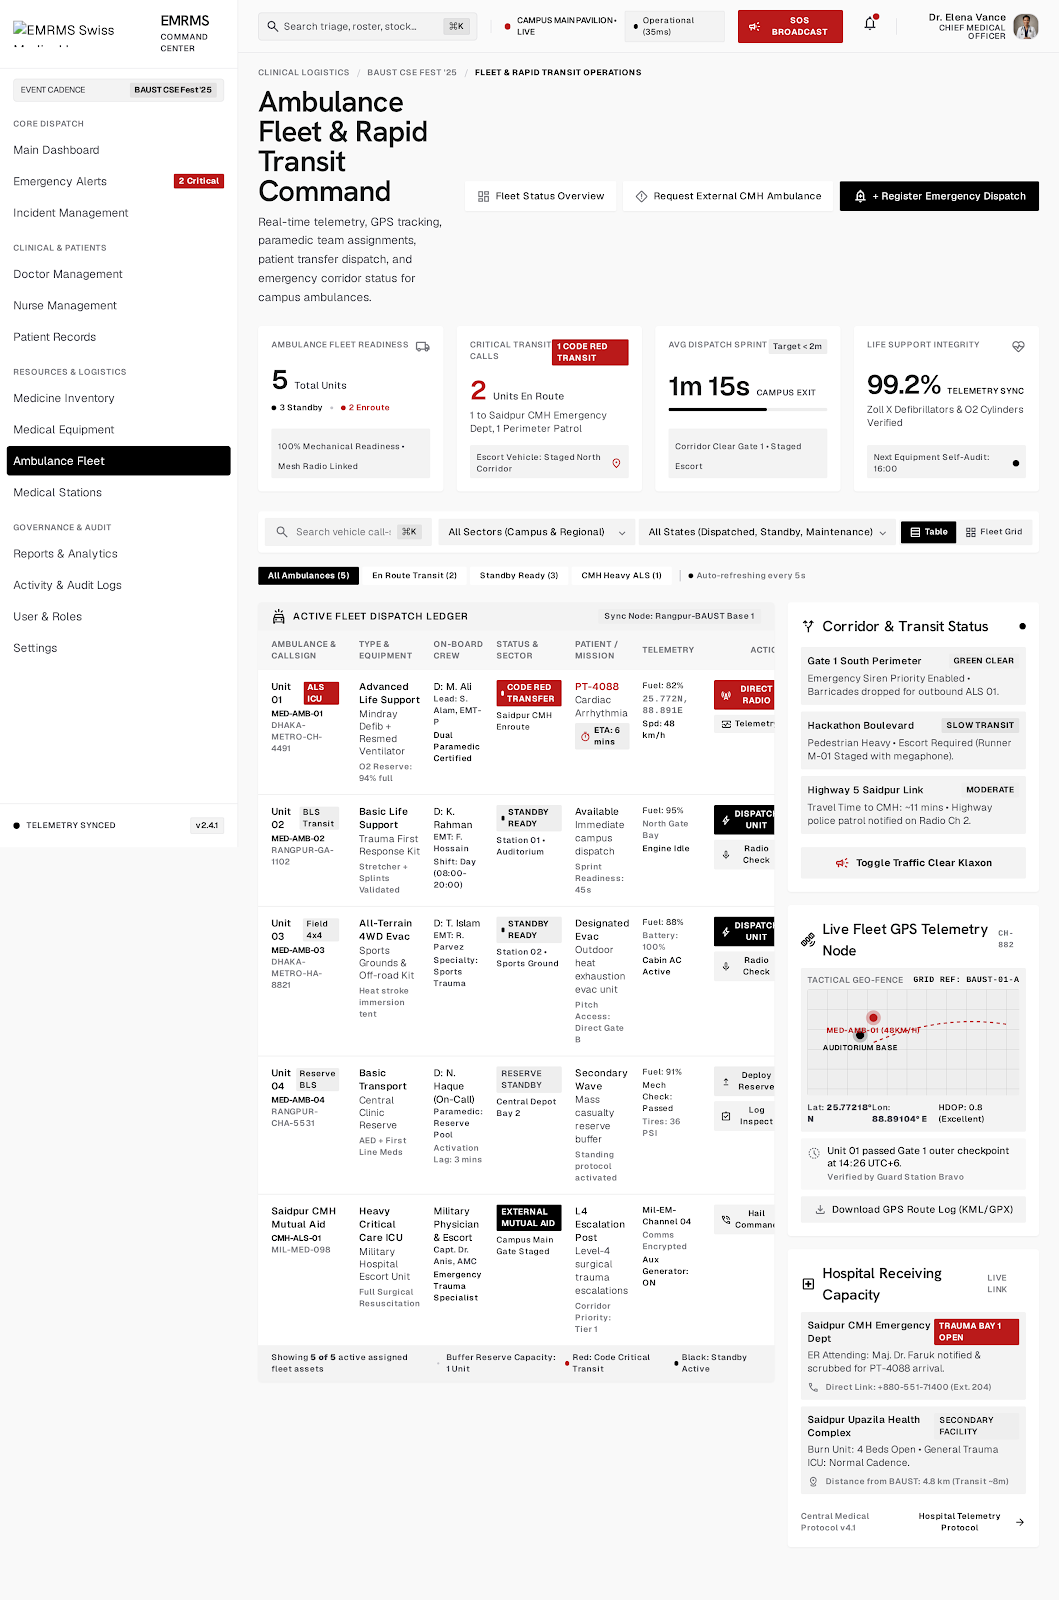 EMRMS Swiss
EMRMS
COMMAND
CENTER
EVENT CADENCE
BAUST CSE Fest '25
CORE DISPATCH
Main Dashboard
Emergency Alerts
2 Critical
Incident Management
CLINICAL & PATIENTS
Doctor Management
Nurse Management
Patient Records
RESOURCES & LOGISTICS
Medicine Inventory
Medical Equipment
Ambulance Fleet
Medical Stations
GOVERNANCE & AUDIT
Reports & Analytics
Activity & Audit Logs
User & Roles
Settings
TELEMETRY SYNCED
v2.4.1
Search triage, roster, stock...
⌘K
CAMPUS MAIN PAVILION •
LIVE
Operational
(35ms)
SOS
BROADCAST
Dr. Elena Vance
CHIEF MEDICAL
OFFICER
CLINICAL LOGISTICS / BAUST CSE FEST '25 / FLEET & RAPID TRANSIT OPERATIONS
Ambulance
Fleet & Rapid
Transit
Command
Real-time telemetry, GPS tracking,
paramedic team assignments,
patient transfer dispatch, and
emergency corridor status for
campus ambulances.
Fleet Status Overview
Request External CMH Ambulance
+ Register Emergency Dispatch
AMBULANCE FLEET READINESS
5 Total Units
3 Standby • 2 Enroute
100% Mechanical Readiness •
Mesh Radio Linked
CRITICAL TRANSIT
CALLS
1 CODE RED
TRANSIT
2 Units En Route
1 to Saidpur CMH Emergency
Dept, 1 Perimeter Patrol
Escort Vehicle: Staged North
Corridor
AVG DISPATCH SPRINT
Target < 2m
1m 15s CAMPUS EXIT
Corridor Clear Gate 1 • Staged
Escort
LIFE SUPPORT INTEGRITY
99.2% TELEMETRY SYNC
Zoll X Defibrillators & O2 Cylinders
Verified
Next Equipment Self-Audit:
16:00
Search vehicle call-s
⌘K
All Sectors (Campus & Regional)
All States (Dispatched, Standby, Maintenance)
Table
Fleet Grid
All Ambulances (5)
En Route Transit (2)
Standby Ready (3)
CMH Heavy ALS (1)
Auto-refreshing every 5s
ACTIVE FLEET DISPATCH LEDGER
Sync Node: Rangpur-BAUST Base 1
AMBULANCE &
CALLSIGN
TYPE &
EQUIPMENT
ON-BOARD
CREW
STATUS &
SECTOR
PATIENT /
MISSION
TELEMETRY
ACTIO
Unit
01
ALS
ICU
MED-AMB-01
DHAKA-
METRO-CH-
4491
Advanced
Life Support
Mindray
Defib +
Resmed
Ventilator
O2 Reserve:
94% full
D: M. Ali
Lead: S.
Alam, EMT-
P
Dual
Paramedic
Certified
CODE RED
TRANSFER
Saidpur CMH
Enroute
PT-4088
Cardiac
Arrhythmia
ETA: 6
mins
Fuel: 82%
25.772N,
88.891E
Spd: 48
km/h
DIRECT
RADIO
Telemetry
Unit
02
BLS
Transit
MED-AMB-02
RANGPUR-GA-
1102
Basic Life
Support
Trauma First
Response Kit
Stretcher +
Splints
Validated
D: K.
Rahman
EMT: F.
Hossain
Shift: Day
(08:00-
20:00)
STANDBY
READY
Station 01 •
Auditorium
Available
Immediate
campus
dispatch
Sprint
Readiness:
45s
Fuel: 95%
North Gate
Bay
Engine Idle
DISPATCH
UNIT
Radio
Check
Unit
03
Field
4x4
MED-AMB-03
DHAKA-
METRO-HA-
8821
All-Terrain
4WD Evac
Sports
Grounds &
Off-road Kit
Heat stroke
immersion
tent
D: T. Islam
EMT: R.
Parvez
Specialty:
Sports
Trauma
STANDBY
READY
Station 02 •
Sports Ground
Designated
Evac
Outdoor
heat
exhaustion
evac unit
Pitch
Access:
Direct Gate
B
Fuel: 88%
Battery:
100%
Cabin AC
Active
DISPATCH
UNIT
Radio
Check
Unit
04
Reserve
BLS
MED-AMB-04
RANGPUR-
CHA-5531
Basic
Transport
Central
Clinic
Reserve
AED + First
Line Meds
D: N.
Haque
(On-Call)
Paramedic:
Reserve
Pool
Activation
Lag: 3 mins
RESERVE
STANDBY
Central Depot
Bay 2
Secondary
Wave
Mass
casualty
reserve
buffer
Standing
protocol
activated
Fuel: 91%
Mech
Check:
Passed
Tires: 36
PSI
Deploy
Reserve
Log
Inspect
Saidpur CMH
Mutual Aid
CMH-ALS-01
MIL-MED-098
Heavy
Critical
Care ICU
Military
Hospital
Escort Unit
Full Surgical
Resuscitation
Military
Physician
& Escort
Capt. Dr.
Anis, AMC
Emergency
Trauma
Specialist
EXTERNAL
MUTUAL AID
Campus Main
Gate Staged
L4
Escalation
Post
Level-4
surgical
trauma
escalations
Corridor
Priority:
Tier 1
Mil-EM-
Channel 04
Comms
Encrypted
Aux
Generator:
ON
Hail
Comman
Showing 5 of 5 active assigned
fleet assets
Buffer Reserve Capacity:
1 Unit
Red: Code Critical
Transit
Black: Standby
Active
Corridor & Transit Status
Gate 1 South Perimeter
GREEN CLEAR
Emergency Siren Priority Enabled •
Barricades dropped for outbound ALS 01.
Hackathon Boulevard
SLOW TRANSIT
Pedestrian Heavy • Escort Required (Runner
M-01 Staged with megaphone).
Highway 5 Saidpur Link
MODERATE
Travel Time to CMH: ~11 mins • Highway
police patrol notified on Radio Ch 2.
Toggle Traffic Clear Klaxon
Live Fleet GPS Telemetry
Node
CH-
882
TACTICAL GEO-FENCE
GRID REF: BAUST-01-A
MED-AMB-01 (48KM/H)
AUDITORIUM BASE
Lat: 25.77218°
N
Lon:
88.89104° E
HDOP: 0.8
(Excellent)
Unit 01 passed Gate 1 outer checkpoint
at 14:26 UTC+6.
Verified by Guard Station Bravo
Download GPS Route Log (KML/GPX)
Hospital Receiving
Capacity
LIVE
LINK
Saidpur CMH Emergency
Dept
TRAUMA BAY 1
OPEN
ER Attending: Maj. Dr. Faruk notified &
scrubbed for PT-4088 arrival.
Direct Link: +880-551-71400 (Ext. 204)
Saidpur Upazila Health
Complex
SECONDARY
FACILITY
Burn Unit: 4 Beds Open • General Trauma
ICU: Normal Cadence.
Distance from BAUST: 4.8 km (Transit ~8m)
Central Medical
Protocol v4.1
Hospital Telemetry
Protocol